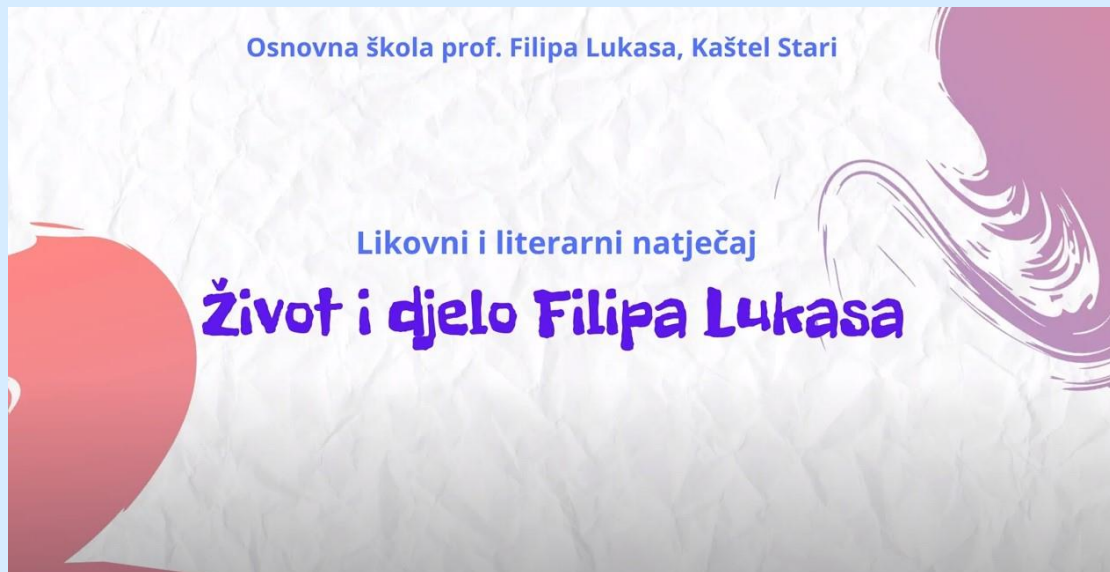 Osnovna škola prof. Filipa Lukasa, Kaštel Stari
Likovni i literarni natječaj
Život i djelo Filipa Lukasa